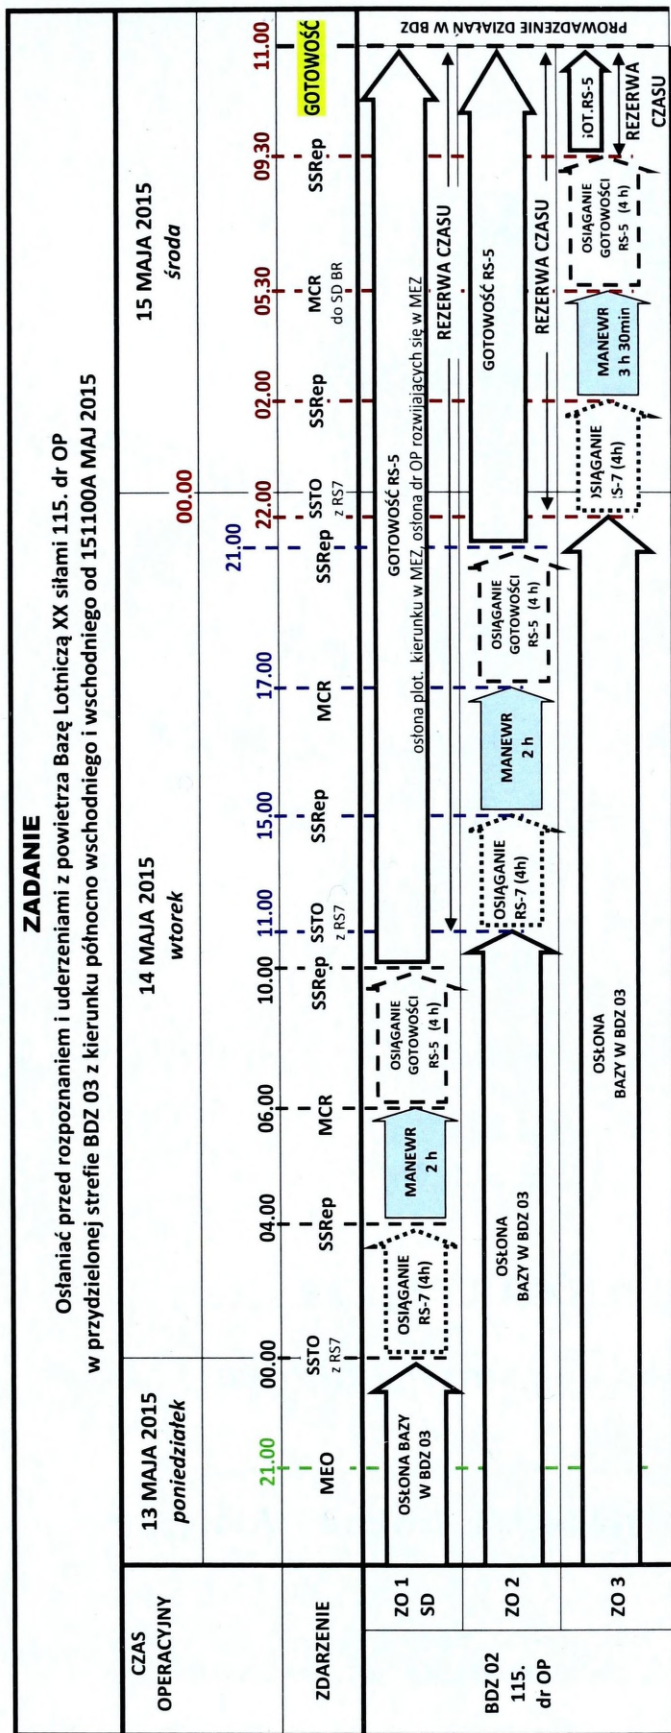 ZADANIE
Osłaniać przed rozpoznaniem i uderzeniami z powietrza Bazę Lotniczą XX siłami 115. dr OP
w przydzielonej strefie BDZ 03 z kierunku północno wschodniego i wschodniego od 151100A MAJ 2015
CZAS
OPERACYJNY
13 MAJA 2015
poniedziałek
14 MAJA 2015
wtorek
15 MAJA 2015
środa
00.00
21.00
21.00
00.00
04.00
06.00
10.00
11.00
15.00
17.00
22.00
02.00
05.30
09.30
11.00
ZDARZENIE
MEO
SSTO
z RS7
SSRep
MCR
SSRep
SSTO
z RS7
SSRep
MCR
SSRep
SSTO
z RS7
SSRep
MCR
do SD BR
SSRep
GOTOWOŚĆ
BDZ 02
115.
dr OP
ZO 1
SD
OSŁONA BAZY
W BDZ 03
OSIĄGANIE
RS-7 (4h)
MANEWR
2 h
OSIĄGANIE
GOTOWOŚCI
RS-5 (4 h)
GOTOWOŚĆ RS-5
osłona plot. kierunku w MEZ, osłona dr OP rozwijających się w MEZ
REZERWA CZASU
ZO 2
OSŁONA
BAZY W BDZ 03
OSIĄGANIE
RS-7 (4h)
MANEWR
2 h
OSIĄGANIE
GOTOWOŚCI
RS-5 (4 h)
GOTOWOŚĆ RS-5
REZERWA CZASU
ZO 3
OSŁONA
BAZY W BDZ 03
OSIĄGANIE
RS-7 (4h)
MANEWR
3 h 30min
OSIĄGANIE
GOTOWOŚCI
RS-5 (4 h)
GOT.RS-5
REZERWA
CZASU
PROWADZENIE DZIAŁAŃ W BDZ